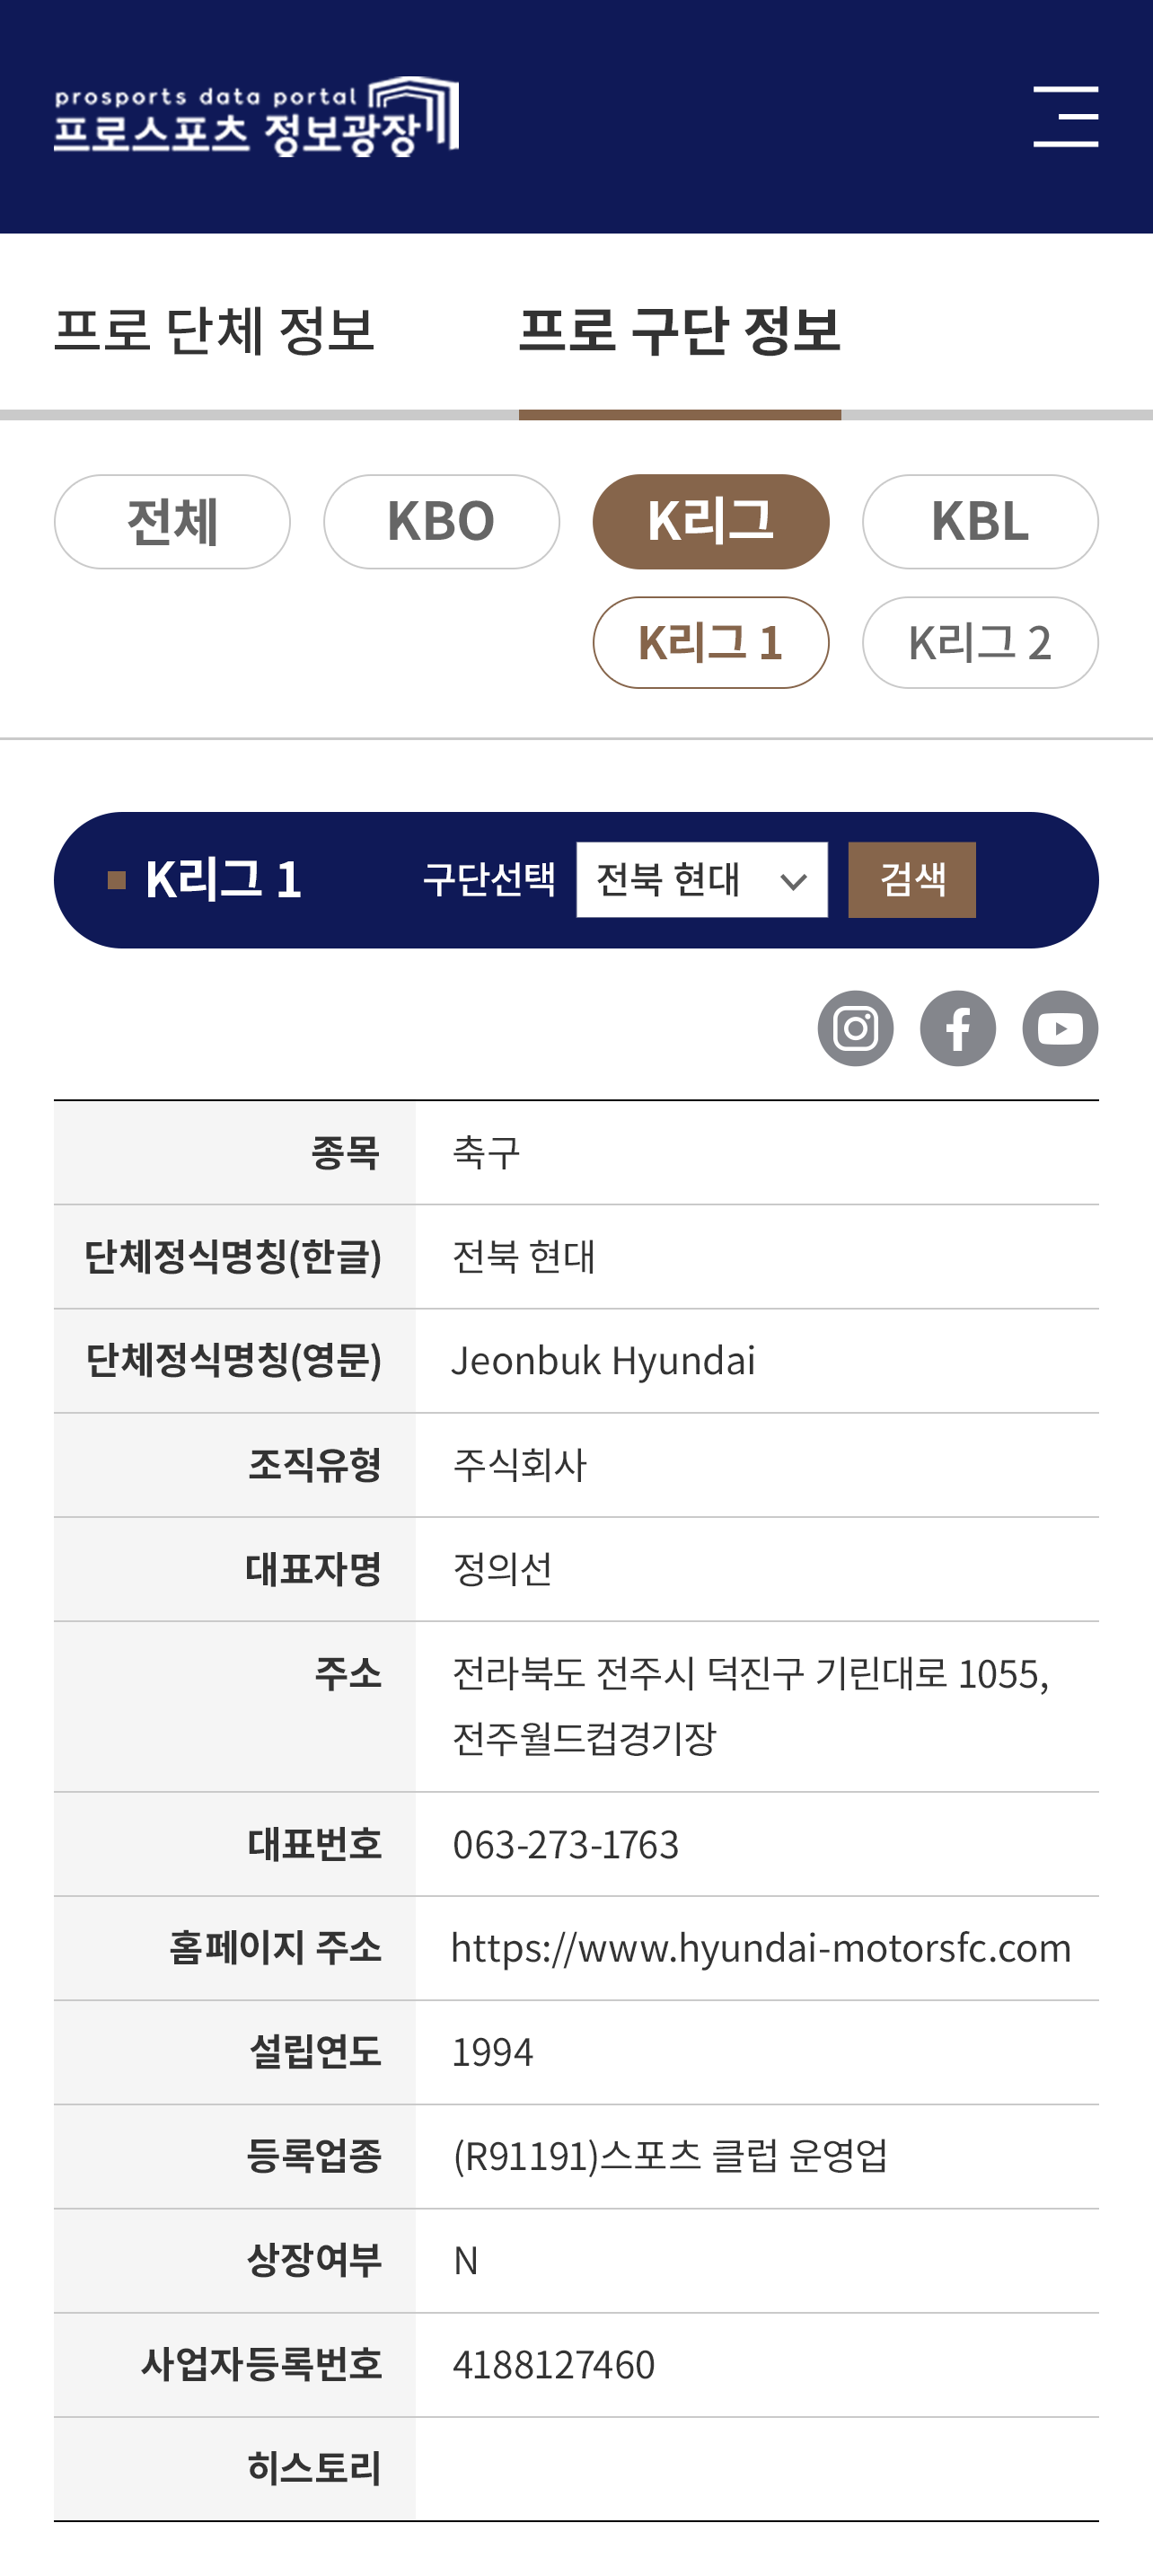 prosports data portal
프로스포츠 정보광장
프로 단체 정보 프로 구단 정보
전체 KBO K리그 KBL
K리그 1 K리그 2
K리그 1 구단선택 전북 현대 검색
종목 축구
단체정식명칭(한글) 전북 현대
단체정식명칭(영문) Jeonbuk Hyundai
조직유형 주식회사
대표자명 정의선
주소 전라북도 전주시 덕진구 기린대로 1055,
전주월드컵경기장
대표번호 063-273-1763
홈페이지 주소 https://www.hyundai-motorsfc.com
설립연도 1994
등록업종 (R91191)스포츠 클럽 운영업
상장여부 N
사업자등록번호 4188127460
히스토리